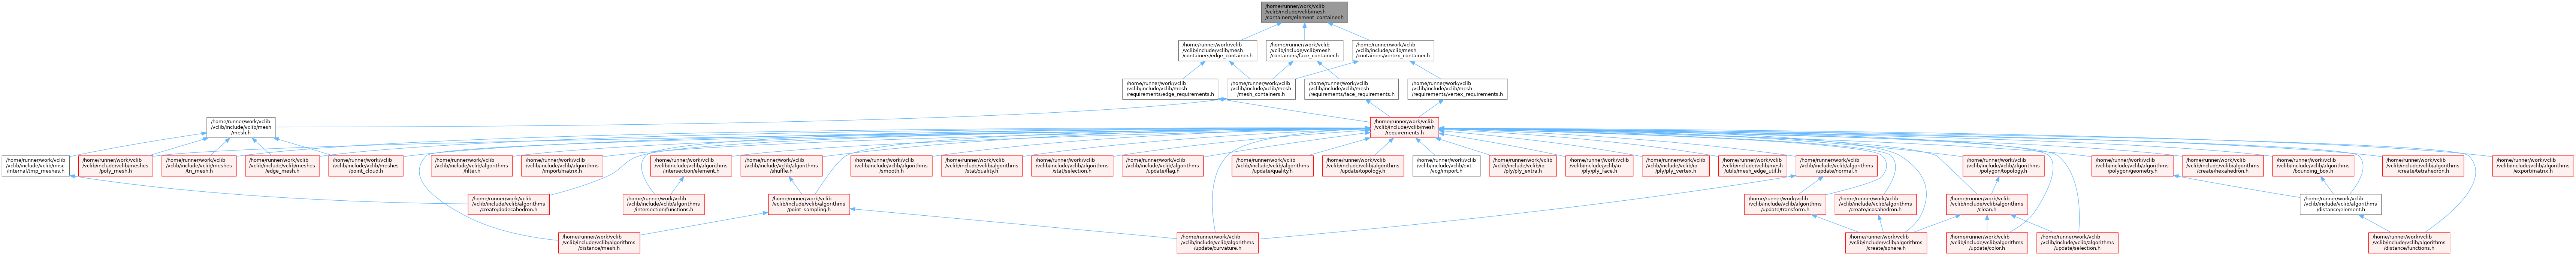 /home/runner/work/vclib
/vclib/include/vclib/mesh
/containers/element_container.h
/home/runner/work/vclib
/vclib/include/vclib/mesh
/containers/edge_container.h
/home/runner/work/vclib
/vclib/include/vclib/mesh
/containers/face_container.h
/home/runner/work/vclib
/vclib/include/vclib/mesh
/containers/vertex_container.h
/home/runner/work/vclib
/vclib/include/vclib/mesh
/requirements/edge_requirements.h
/home/runner/work/vclib
/vclib/include/vclib/mesh
/mesh_containers.h
/home/runner/work/vclib
/vclib/include/vclib/mesh
/requirements/face_requirements.h
/home/runner/work/vclib
/vclib/include/vclib/mesh
/requirements/vertex_requirements.h
/home/runner/work/vclib
/vclib/include/vclib/mesh
/mesh.h
/home/runner/work/vclib
/vclib/include/vclib/mesh
/requirements.h
/home/runner/work/vclib
/vclib/include/vclib/misc
/internal/tmp_meshes.h
/home/runner/work/vclib
/vclib/include/vclib/meshes
/poly_mesh.h
/home/runner/work/vclib
/vclib/include/vclib/meshes
/tri_mesh.h
/home/runner/work/vclib
/vclib/include/vclib/meshes
/edge_mesh.h
/home/runner/work/vclib
/vclib/include/vclib/meshes
/point_cloud.h
/home/runner/work/vclib
/vclib/include/vclib/algorithms
/filter.h
/home/runner/work/vclib
/vclib/include/vclib/algorithms
/import/matrix.h
/home/runner/work/vclib
/vclib/include/vclib/algorithms
/intersection/element.h
/home/runner/work/vclib
/vclib/include/vclib/algorithms
/shuffle.h
/home/runner/work/vclib
/vclib/include/vclib/algorithms
/smooth.h
/home/runner/work/vclib
/vclib/include/vclib/algorithms
/stat/quality.h
/home/runner/work/vclib
/vclib/include/vclib/algorithms
/stat/selection.h
/home/runner/work/vclib
/vclib/include/vclib/algorithms
/update/flag.h
/home/runner/work/vclib
/vclib/include/vclib/algorithms
/update/quality.h
/home/runner/work/vclib
/vclib/include/vclib/algorithms
/update/topology.h
/home/runner/work/vclib
/vclib/include/vclib/ext
/vcg/import.h
/home/runner/work/vclib
/vclib/include/vclib/io
/ply/ply_extra.h
/home/runner/work/vclib
/vclib/include/vclib/io
/ply/ply_face.h
/home/runner/work/vclib
/vclib/include/vclib/io
/ply/ply_vertex.h
/home/runner/work/vclib
/vclib/include/vclib/mesh
/utils/mesh_edge_util.h
/home/runner/work/vclib
/vclib/include/vclib/algorithms
/update/normal.h
/home/runner/work/vclib
/vclib/include/vclib/algorithms
/polygon/topology.h
/home/runner/work/vclib
/vclib/include/vclib/algorithms
/polygon/geometry.h
/home/runner/work/vclib
/vclib/include/vclib/algorithms
/create/hexahedron.h
/home/runner/work/vclib
/vclib/include/vclib/algorithms
/bounding_box.h
/home/runner/work/vclib
/vclib/include/vclib/algorithms
/create/tetrahedron.h
/home/runner/work/vclib
/vclib/include/vclib/algorithms
/export/matrix.h
/home/runner/work/vclib
/vclib/include/vclib/algorithms
/create/dodecahedron.h
/home/runner/work/vclib
/vclib/include/vclib/algorithms
/intersection/functions.h
/home/runner/work/vclib
/vclib/include/vclib/algorithms
/point_sampling.h
/home/runner/work/vclib
/vclib/include/vclib/algorithms
/update/transform.h
/home/runner/work/vclib
/vclib/include/vclib/algorithms
/create/icosahedron.h
/home/runner/work/vclib
/vclib/include/vclib/algorithms
/clean.h
/home/runner/work/vclib
/vclib/include/vclib/algorithms
/distance/element.h
/home/runner/work/vclib
/vclib/include/vclib/algorithms
/distance/mesh.h
/home/runner/work/vclib
/vclib/include/vclib/algorithms
/update/curvature.h
/home/runner/work/vclib
/vclib/include/vclib/algorithms
/create/sphere.h
/home/runner/work/vclib
/vclib/include/vclib/algorithms
/update/color.h
/home/runner/work/vclib
/vclib/include/vclib/algorithms
/update/selection.h
/home/runner/work/vclib
/vclib/include/vclib/algorithms
/distance/functions.h